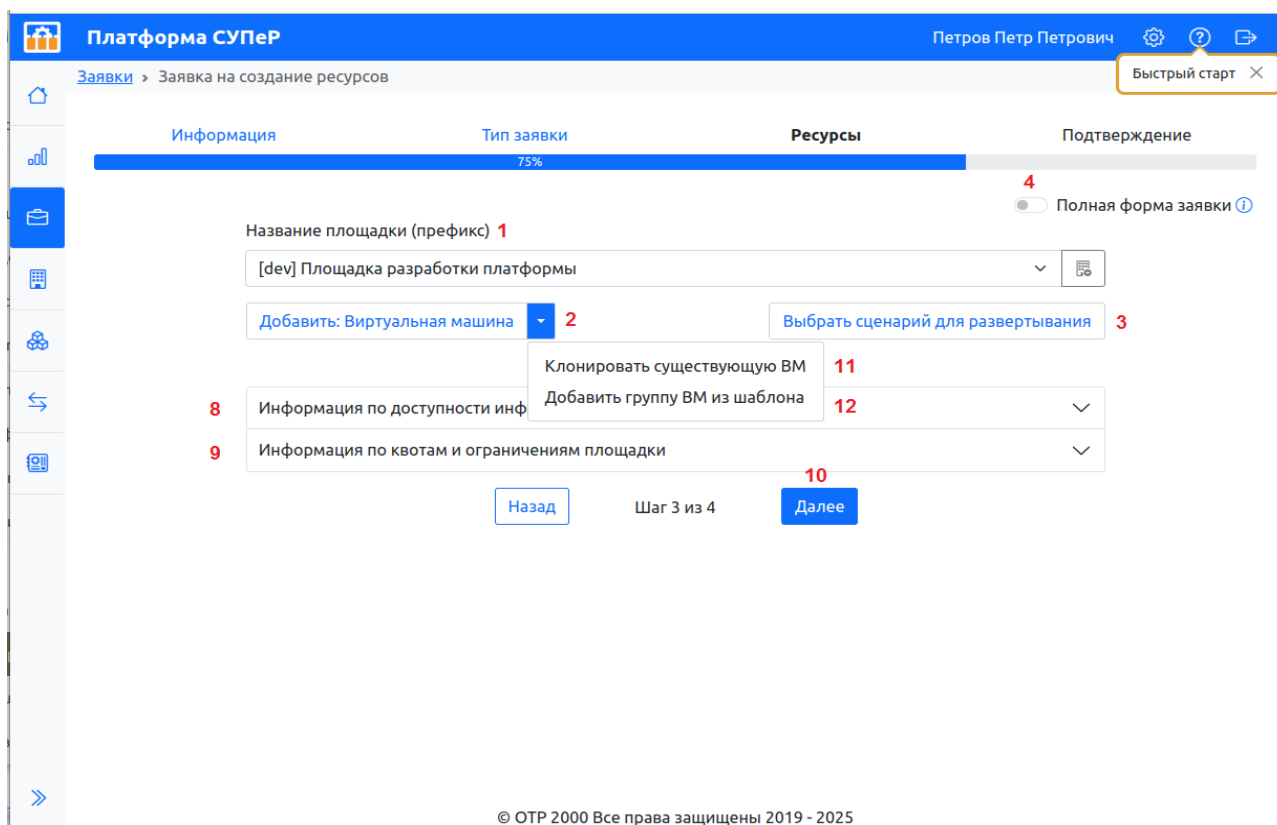 Платформа СУПеР
Петров Петр Петрович
Заявки › Заявка на создание ресурсов
Быстрый старт
Информация
Тип заявки
Ресурсы
Подтверждение
75%
4
Полная форма заявки
Название площадки (префикс) 1
[dev] Площадка разработки платформы
Добавить: Виртуальная машина 2
Выбрать сценарий для развертывания 3
Клонировать существующую ВМ 11
Добавить группу ВМ из шаблона 12
8 Информация по доступности инф
9 Информация по квотам и ограничениям площадки
10
Назад
Шаг 3 из 4
Далее
© ОТР 2000 Все права защищены 2019 - 2025